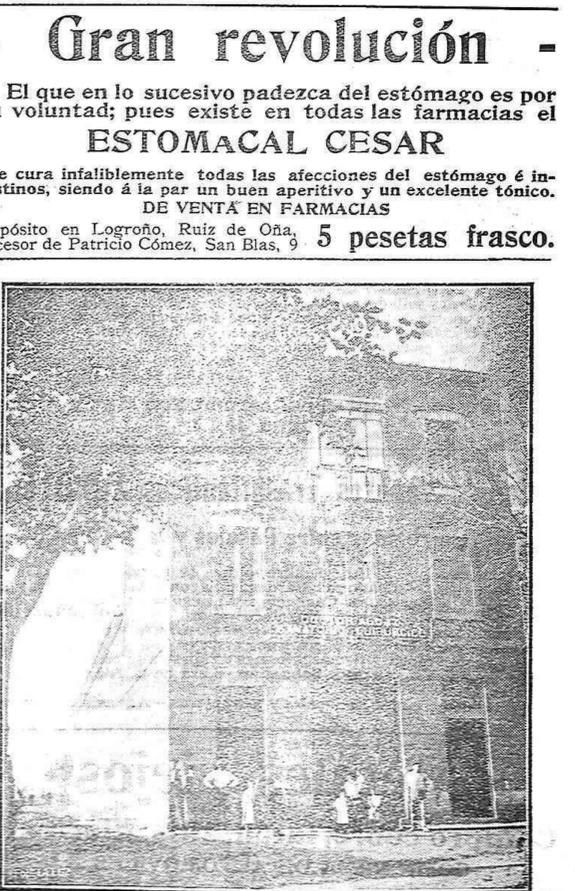 Gran revolución -
El que en lo sucesivo padezca del estómago es por
voluntad; pues existe en todas las farmacias el
ESTOMACAL CESAR
e cura infaliblemente todas las afecciones del estómago é in-
stinos, siendo á la par un buen aperitivo y un excelente tónico.
DE VENTA EN FARMACIAS
pósito en Logroño, Ruiz de Oña,
cesor de Patricio Cómez, San Blas, 9
5 pesetas frasco.